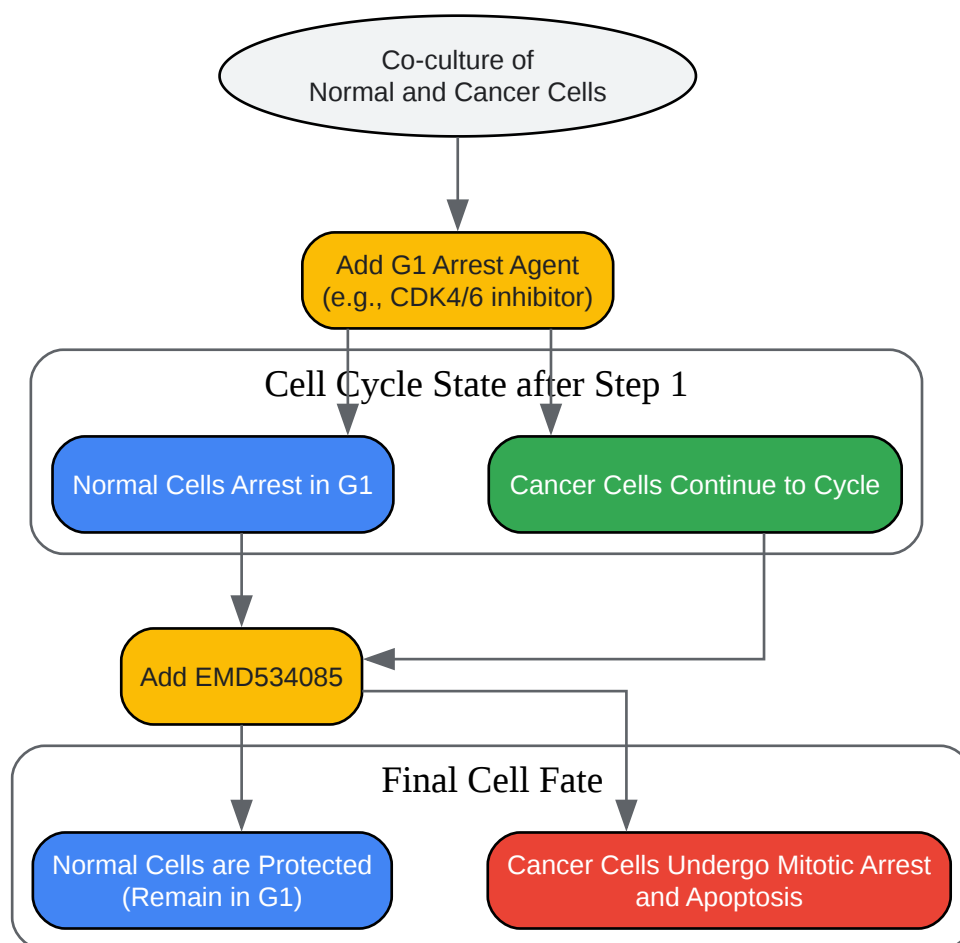 Co-culture of
Normal and Cancer Cells
Add G1 Arrest Agent
(e.g., CDK4/6 inhibitor)
Cell Cycle State after Step 1
Normal Cells Arrest in G1
Cancer Cells Continue to Cycle
Add EMD534085
Final Cell Fate
Normal Cells are Protected
(Remain in G1)
Cancer Cells Undergo Mitotic Arrest
and Apoptosis